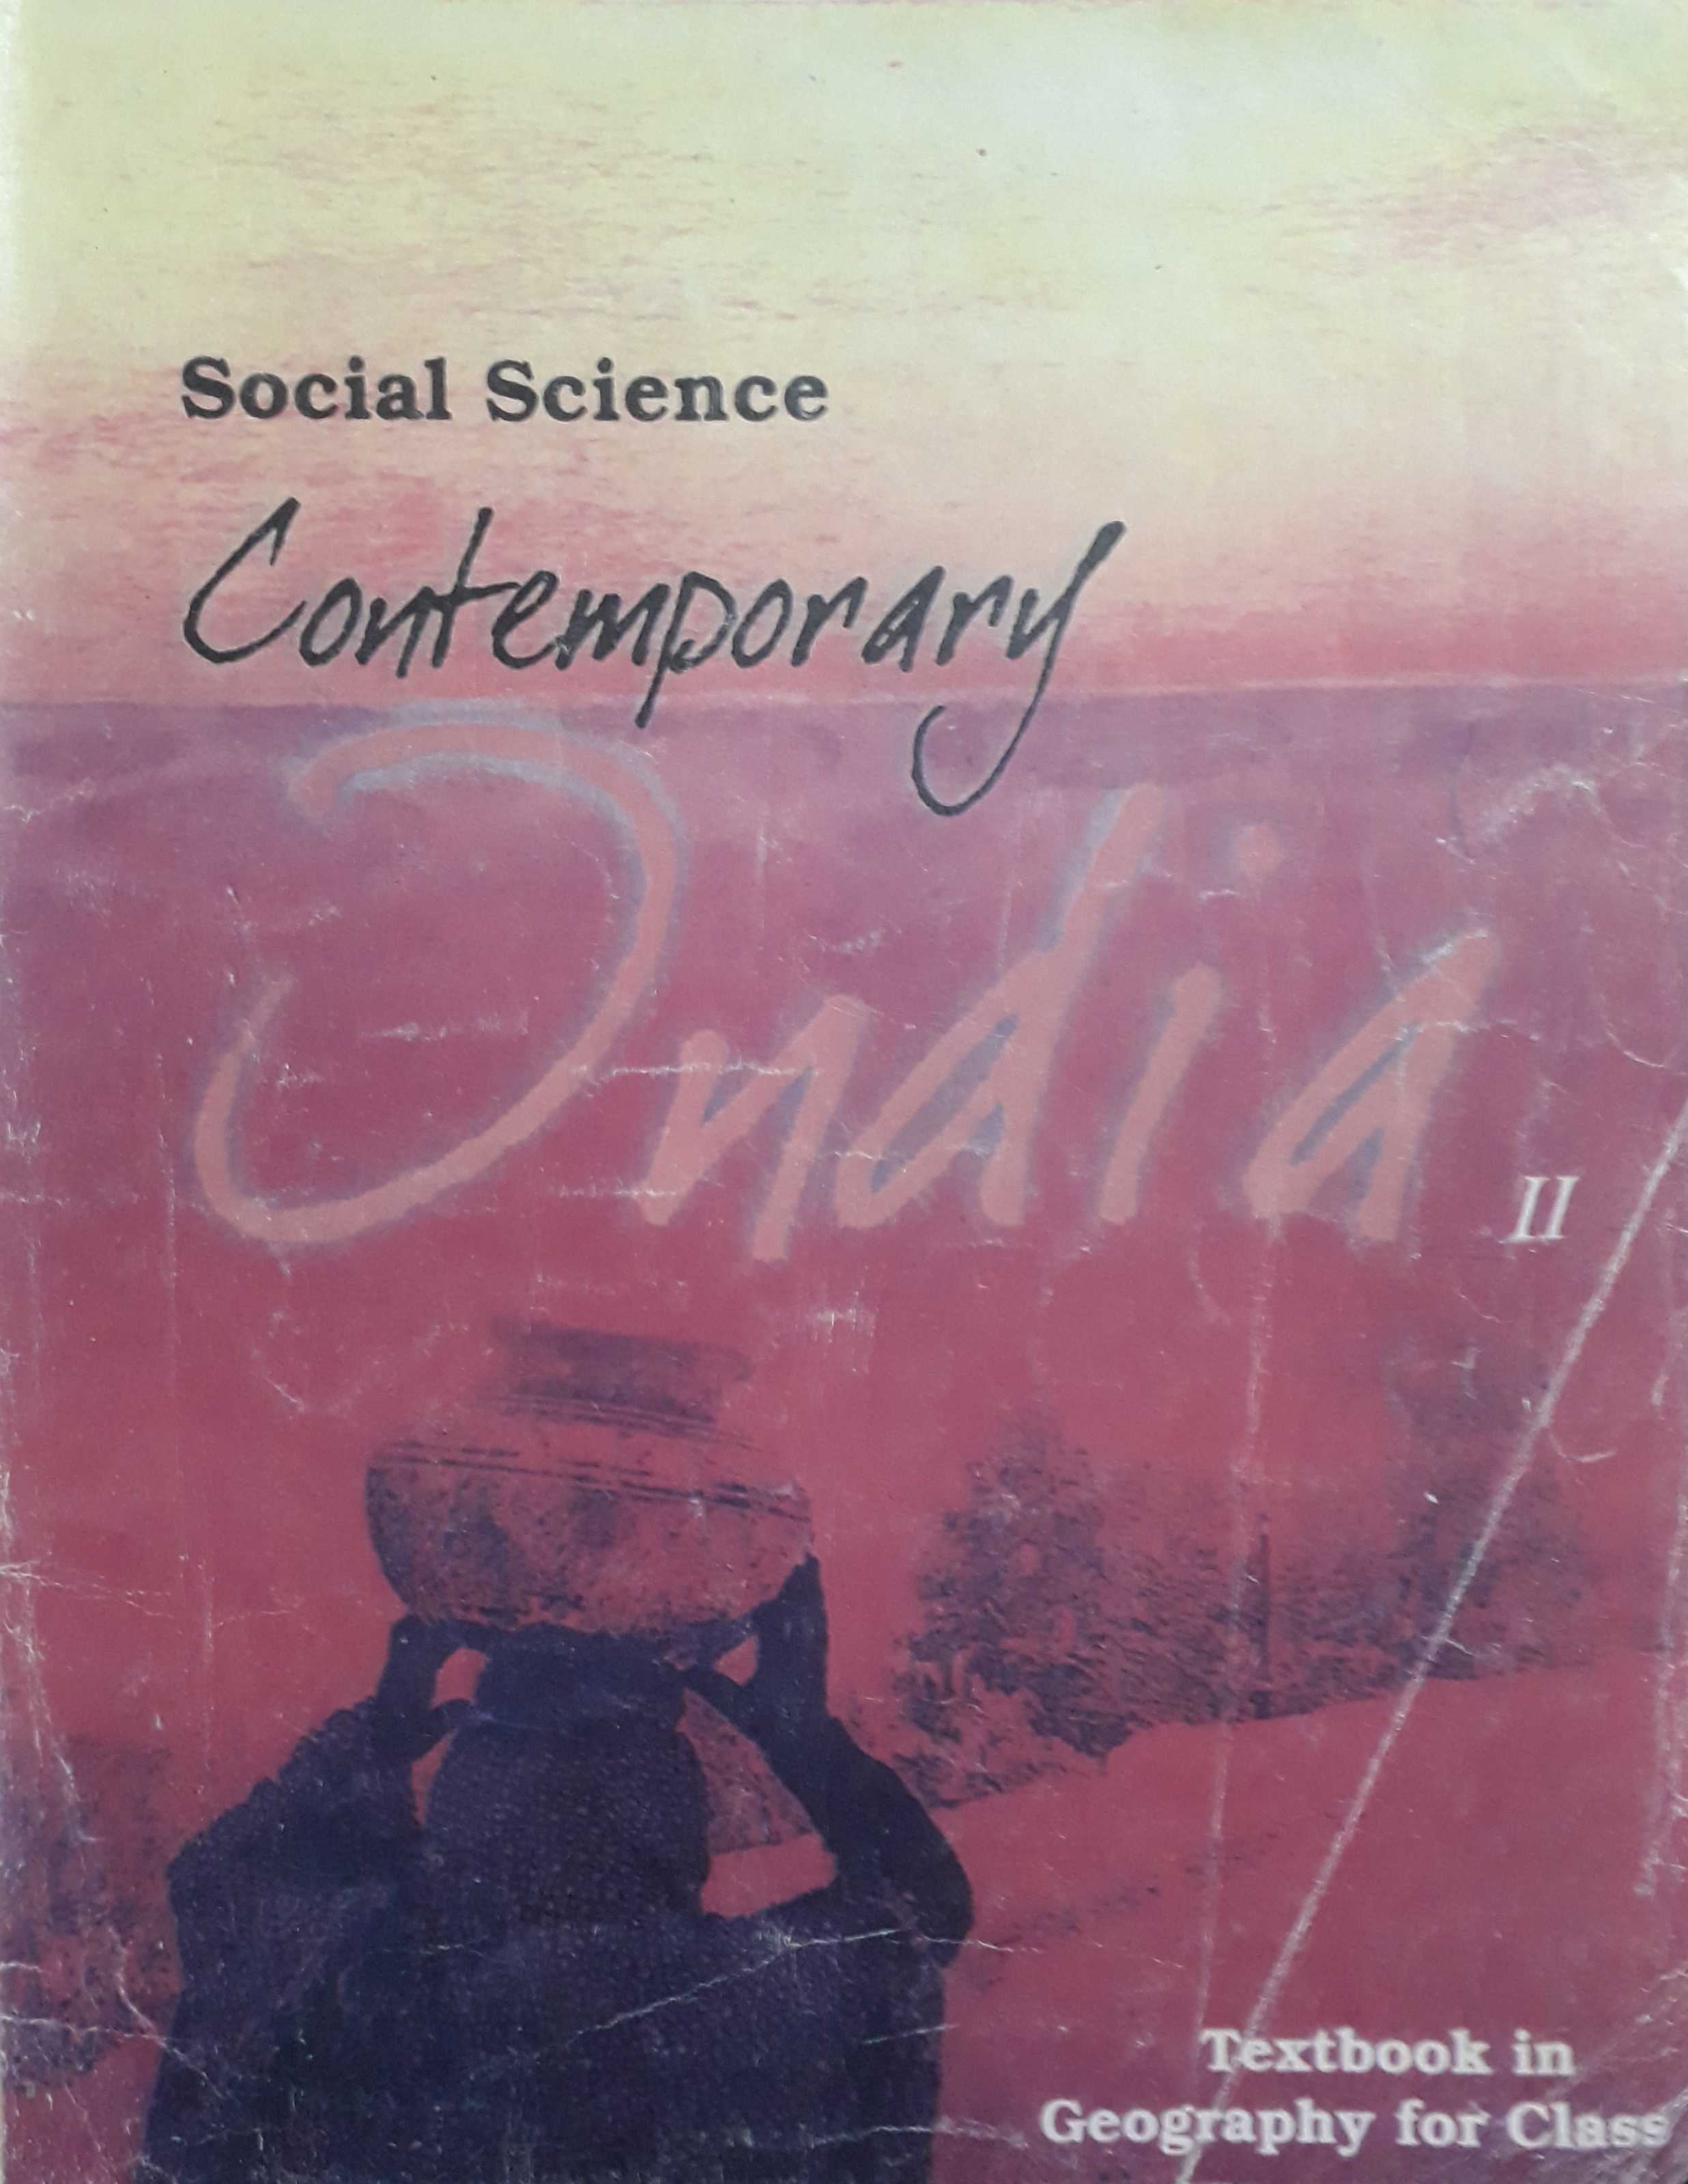 Social Science
Contemporary
India
II
Textbook in
Geography for Class